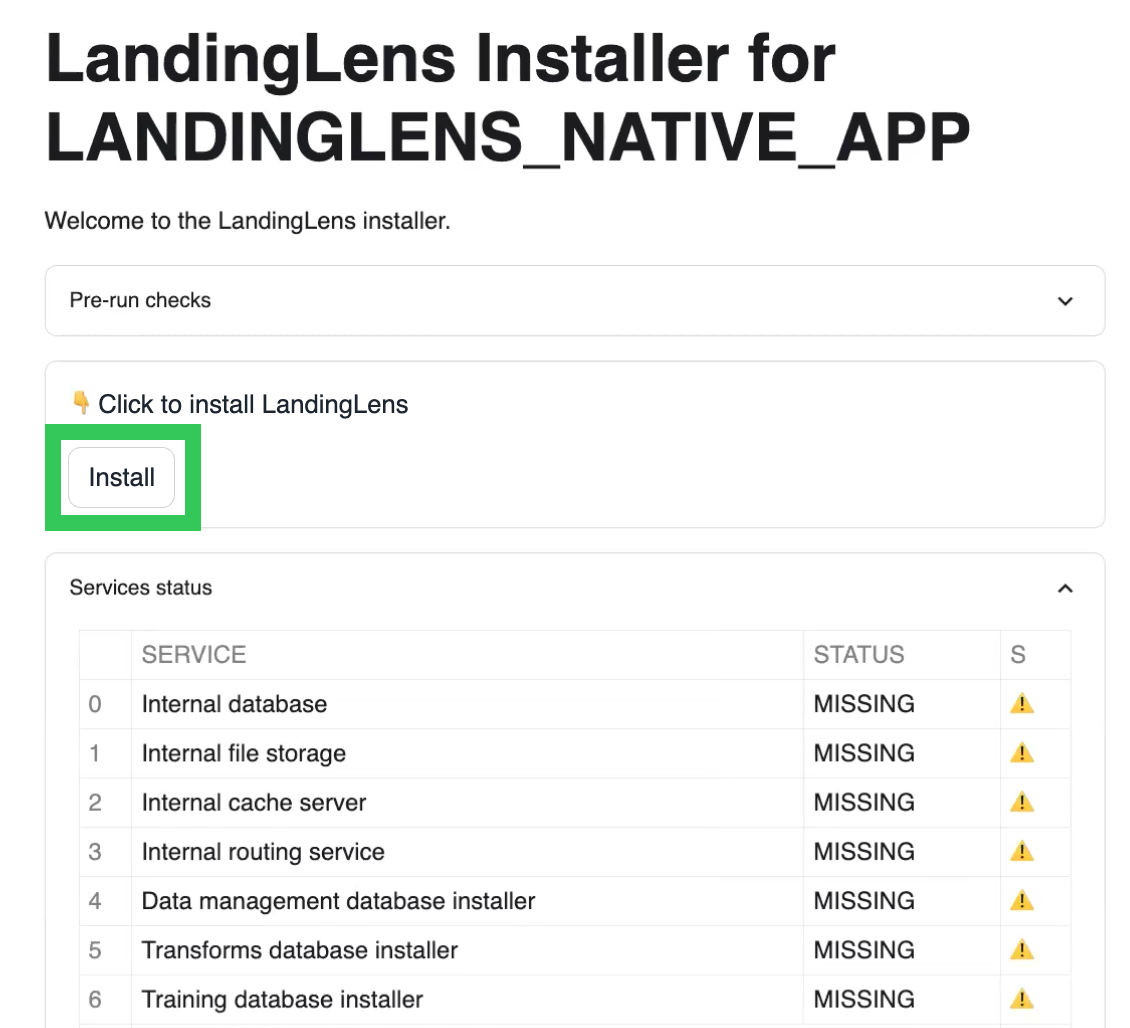 LandingLens Installer for
LANDINGLENS_NATIVE_APP
Welcome to the LandingLens installer.
Pre-run checks
👇 Click to install LandingLens
Install
Services status
SERVICE STATUS S
0 Internal database MISSING ⚠️
1 Internal file storage MISSING ⚠️
2 Internal cache server MISSING ⚠️
3 Internal routing service MISSING ⚠️
4 Data management database installer MISSING ⚠️
5 Transforms database installer MISSING ⚠️
6 Training database installer MISSING ⚠️